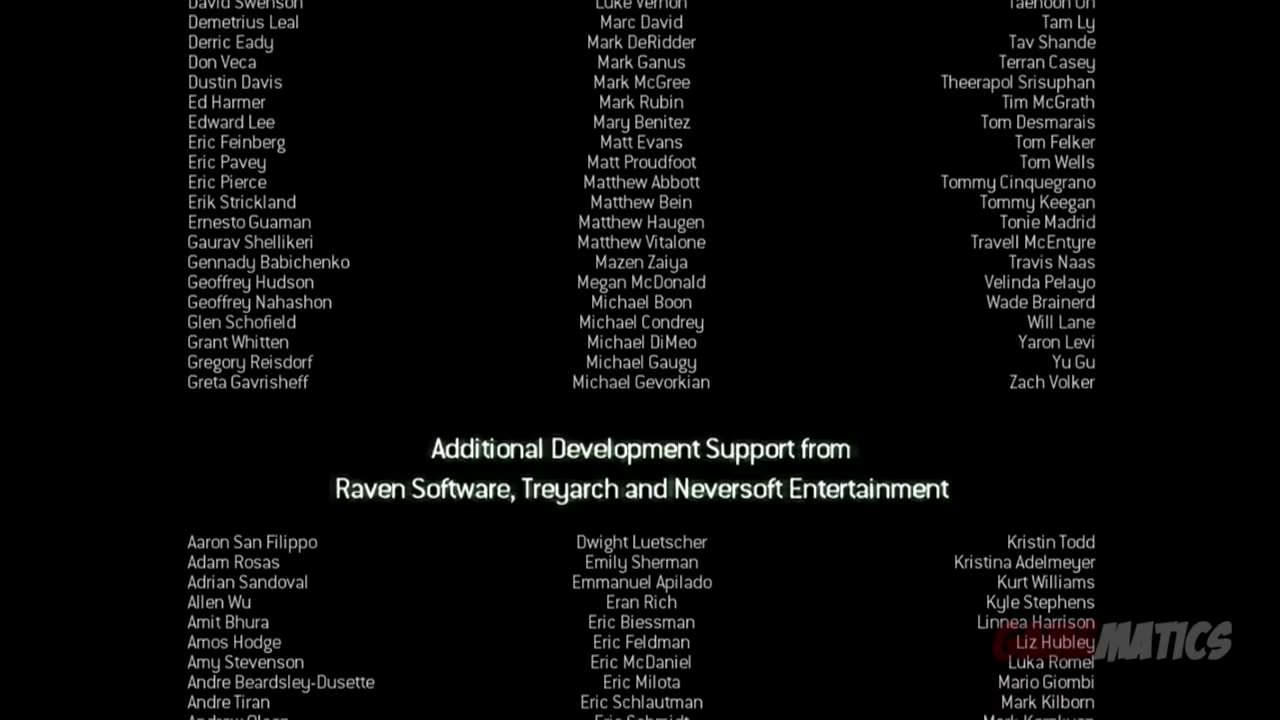 David Swenson
Demetrius Leal
Derric Eady
Don Veca
Dustin Davis
Ed Harmer
Edward Lee
Eric Feinberg
Eric Pavey
Eric Pierce
Erik Strickland
Ernesto Guaman
Gaurav Shellikeri
Gennady Babichenko
Geoffrey Hudson
Geoffrey Nahashon
Glen Schofield
Grant Whitten
Gregory Reisdorf
Greta Gavrisheff
Luke Vernon
Marc David
Mark DeRidder
Mark Ganus
Mark McGree
Mark Rubin
Mary Benitez
Matt Evans
Matt Proudfoot
Matthew Abbott
Matthew Bein
Matthew Haugen
Matthew Vitalone
Mazen Zaiya
Megan McDonald
Michael Boon
Michael Condrey
Michael DiMeo
Michael Gaugy
Michael Gevorkian
Taehoon Oh
Tam Ly
Tav Shande
Terran Casey
Theerapol Srisuphan
Tim McGrath
Tom Desmarais
Tom Felker
Tom Wells
Tommy Cinquegrano
Tommy Keegan
Tonie Madrid
Travell McEntyre
Travis Naas
Velinda Pelayo
Wade Brainerd
Will Lane
Yaron Levi
Yu Gu
Zach Volker
Additional Development Support from
Raven Software, Treyarch and Neversoft Entertainment
Aaron San Filippo
Adam Rosas
Adrian Sandoval
Allen Wu
Amit Bhura
Amos Hodge
Amy Stevenson
Andre Beardsley-Dusette
Andre Tiran
Dwight Luetscher
Emily Sherman
Emmanuel Apilado
Eran Rich
Eric Biessman
Eric Feldman
Eric McDaniel
Eric Milota
Eric Schlautman
Eric Schmidt
Kristin Todd
Kristina Adelmeyer
Kurt Williams
Kyle Stephens
Linnea Harrison
Liz Hubley
Luka Romel
Mario Giombi
Mark Kilborn
Mark